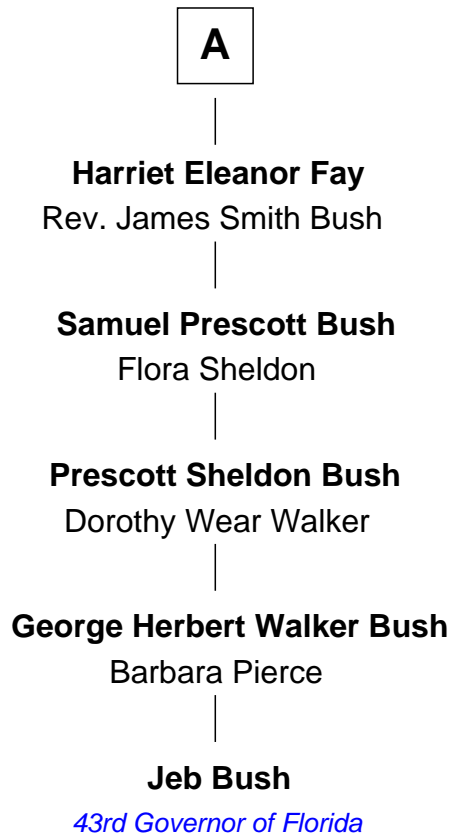 A
Harriet Eleanor Fay
Rev. James Smith Bush
Samuel Prescott Bush
Flora Sheldon
Prescott Sheldon Bush
Dorothy Wear Walker
George Herbert Walker Bush
Barbara Pierce
Jeb Bush
43rd Governor of Florida